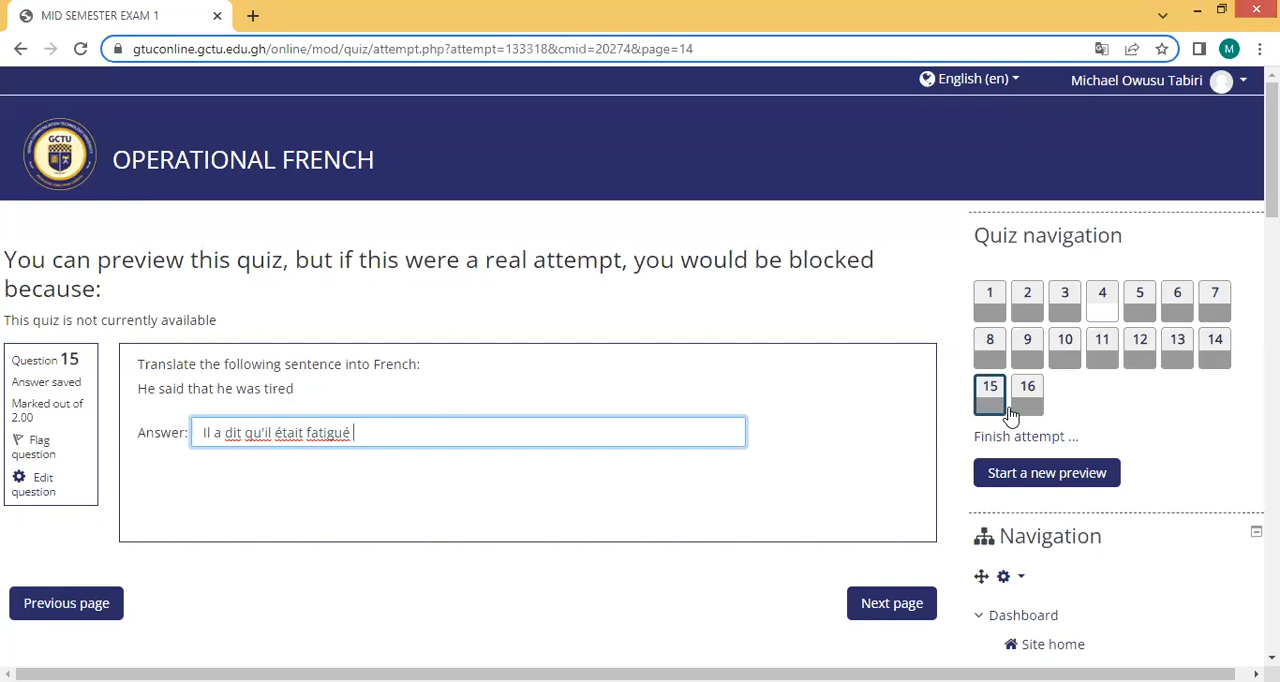 MID SEMESTER EXAM 1
gtuconline.gctu.edu.gh/online/mod/quiz/attempt.php?attempt=133318&cmid=20274&page=14
M
English (en)
Michael Owusu Tabiri
GCTU
OPERATIONAL FRENCH
You can preview this quiz, but if this were a real attempt, you would be blocked
because:
This quiz is not currently available
Question 15
Answer saved
Marked out of
2.00
Flag
question
Edit
question
Translate the following sentence into French:
He said that he was tired
Answer: Il a dit qu'il était fatigué
Previous page
Next page
Quiz navigation
1 2 3 4 5 6 7
8 9 10 11 12 13 14
15 16
Finish attempt ...
Start a new preview
Navigation
Dashboard
Site home